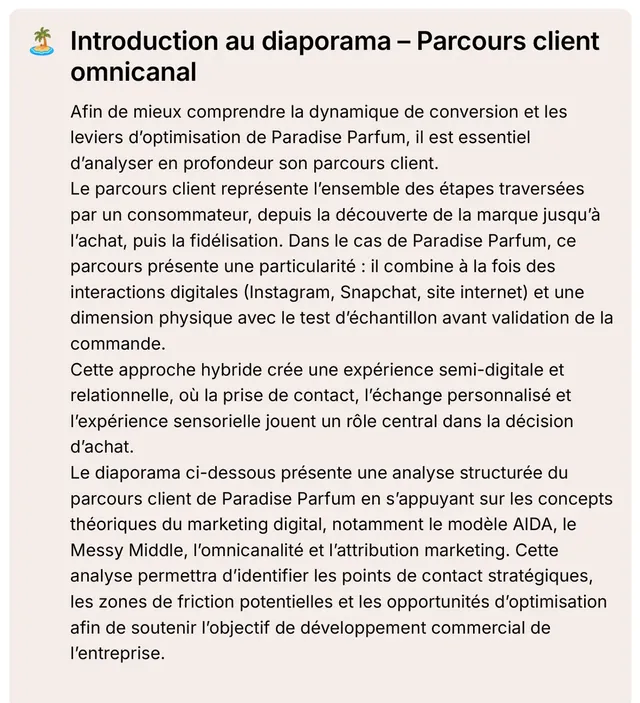 Introduction au diaporama – Parcours client
omnicanal
Afin de mieux comprendre la dynamique de conversion et les
leviers d’optimisation de Paradise Parfum, il est essentiel
d’analyser en profondeur son parcours client.
Le parcours client représente l’ensemble des étapes traversées
par un consommateur, depuis la découverte de la marque jusqu’à
l’achat, puis la fidélisation. Dans le cas de Paradise Parfum, ce
parcours présente une particularité : il combine à la fois des
interactions digitales (Instagram, Snapchat, site internet) et une
dimension physique avec le test d’échantillon avant validation de la
commande.
Cette approche hybride crée une expérience semi-digitale et
relationnelle, où la prise de contact, l’échange personnalisé et
l’expérience sensorielle jouent un rôle central dans la décision
d’achat.
Le diaporama ci-dessous présente une analyse structurée du
parcours client de Paradise Parfum en s’appuyant sur les concepts
théoriques du marketing digital, notamment le modèle AIDA, le
Messy Middle, l’omnicanalité et l’attribution marketing. Cette
analyse permettra d’identifier les points de contact stratégiques,
les zones de friction potentielles et les opportunités d’optimisation
afin de soutenir l’objectif de développement commercial de
l’entreprise.